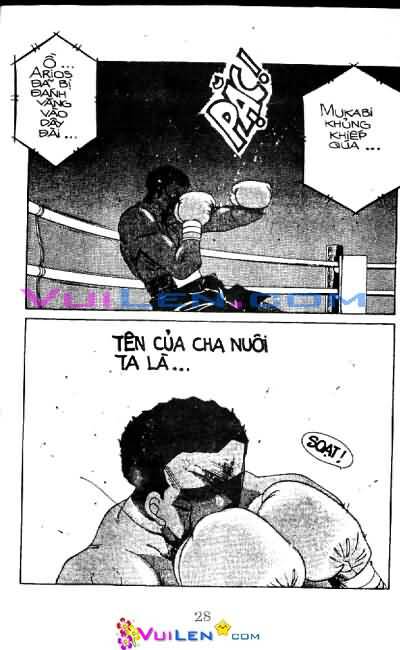 Ồ...
ARIOS
ĐÃ BỊ
ĐÁNH
VĂNG
VÀO
DÂY
ĐÀI...
PẶC!
MUKABI
KHỦNG
KHIẾP
QUÁ...
VUILEN.COM
TÊN CỦA CHA NUÔI
TA LÀ...
SOẠT!
28
VUILEN.COM